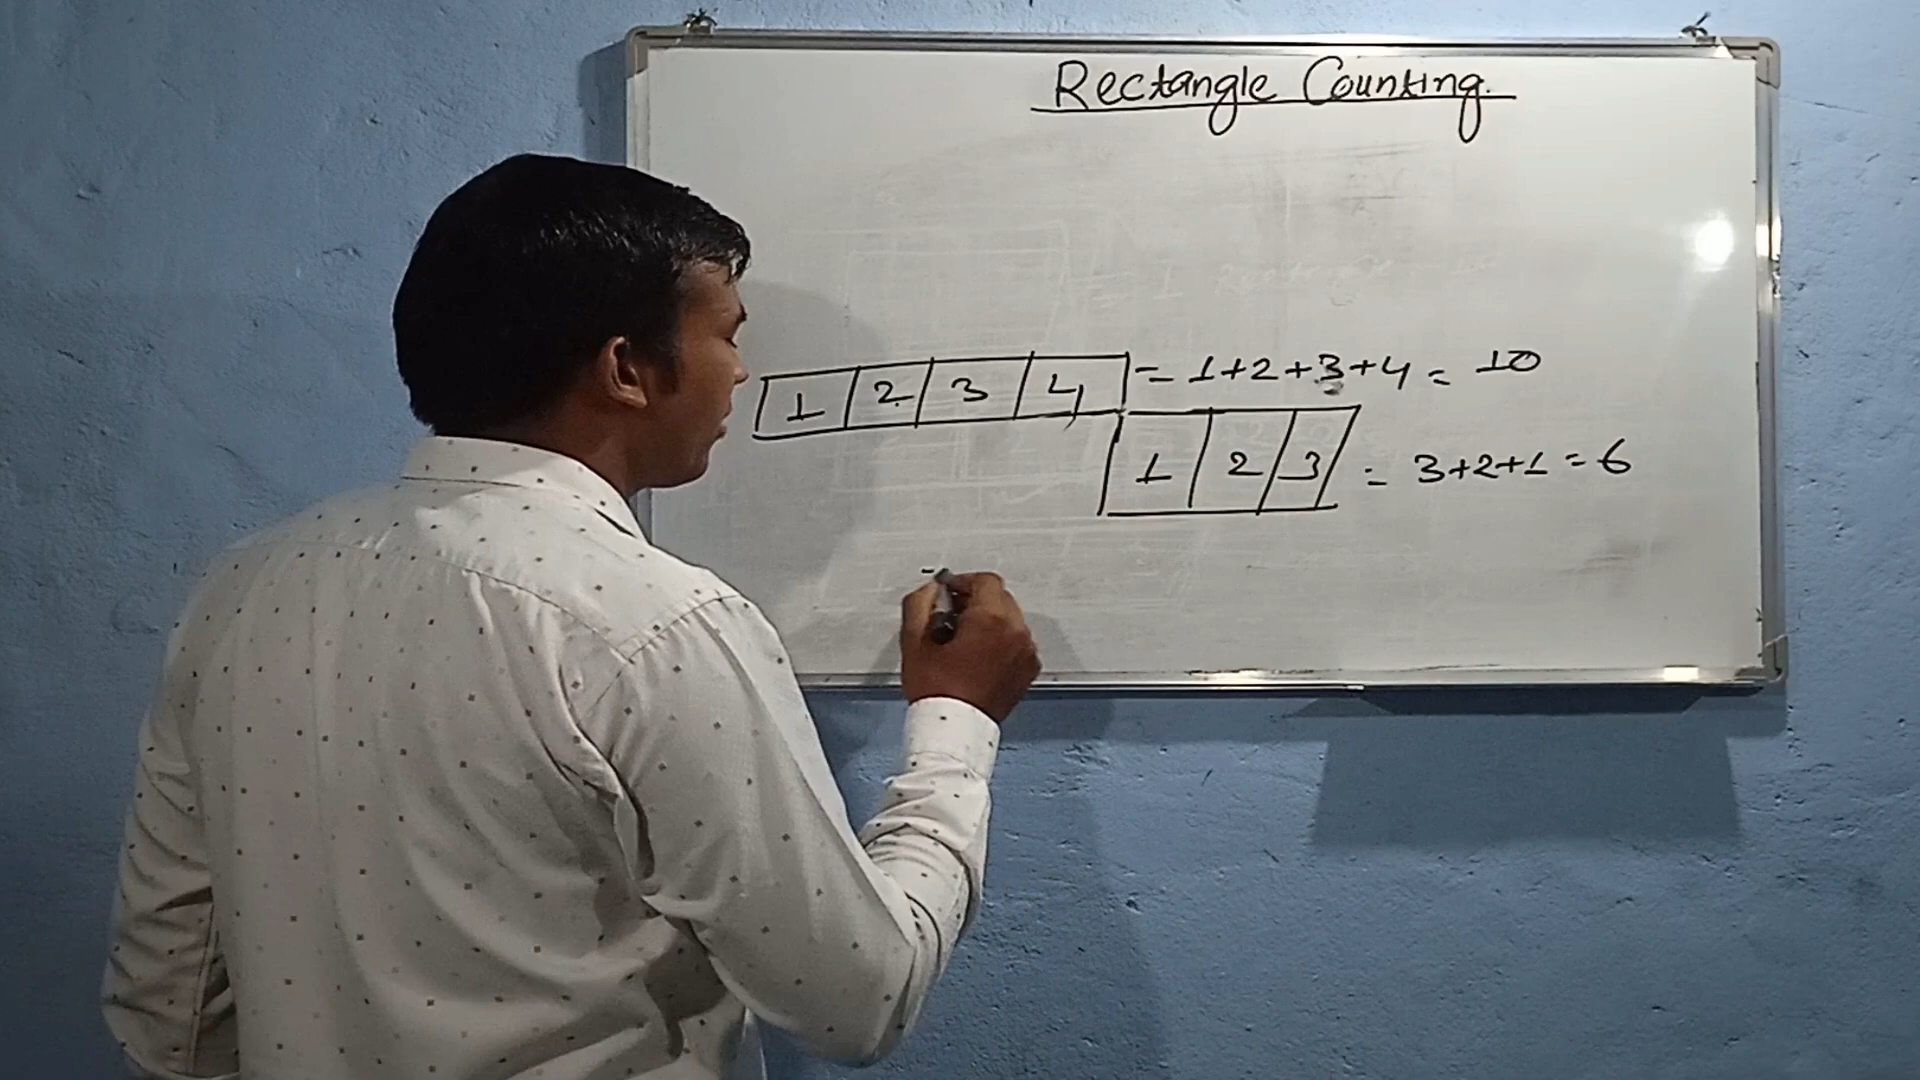 Rectangle Counting.
1 2 3 4 = 1+2+3+4 = 10
1 2 3 = 3+2+1 = 6